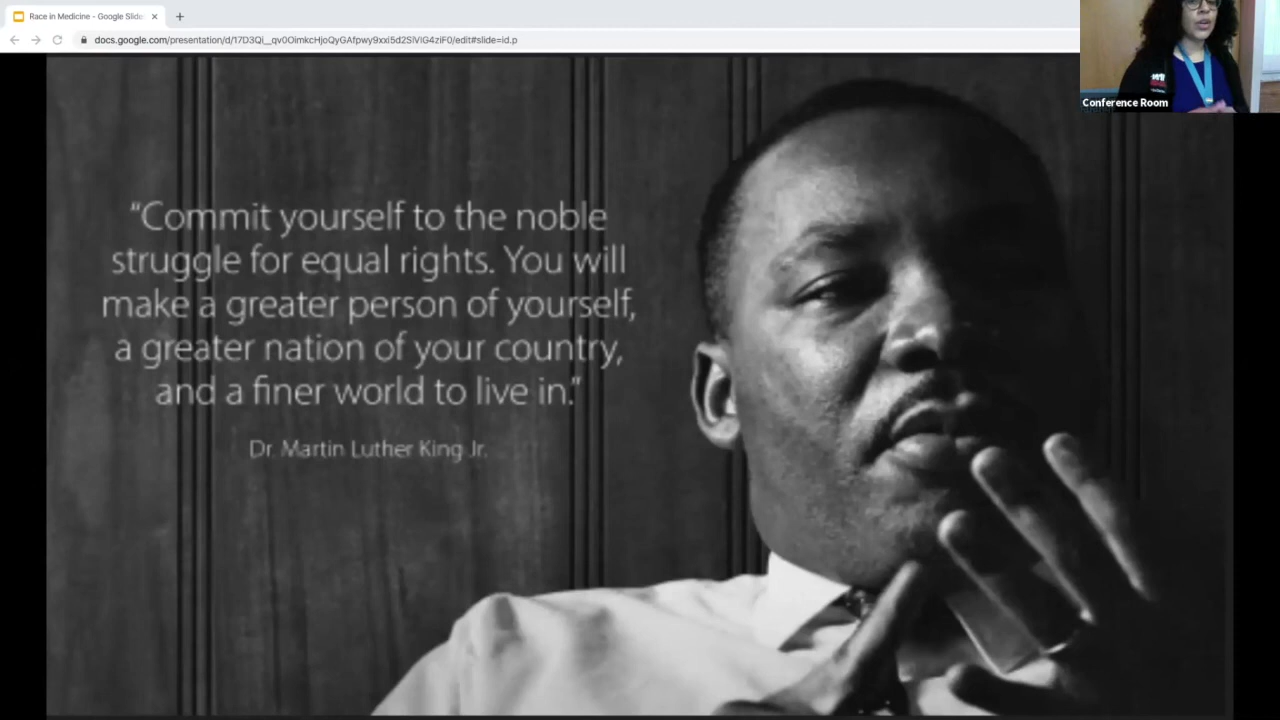 Race in Medicine - Google Slide
docs.google.com/presentation/d/17D3Qi__qv0OimkcHjoQyGAfpwy9xxi5d2SlVIG4ziF0/edit#slide=id.p
Conference Room
“Commit yourself to the noble
struggle for equal rights. You will
make a greater person of yourself,
a greater nation of your country,
and a finer world to live in.”
Dr. Martin Luther King Jr.